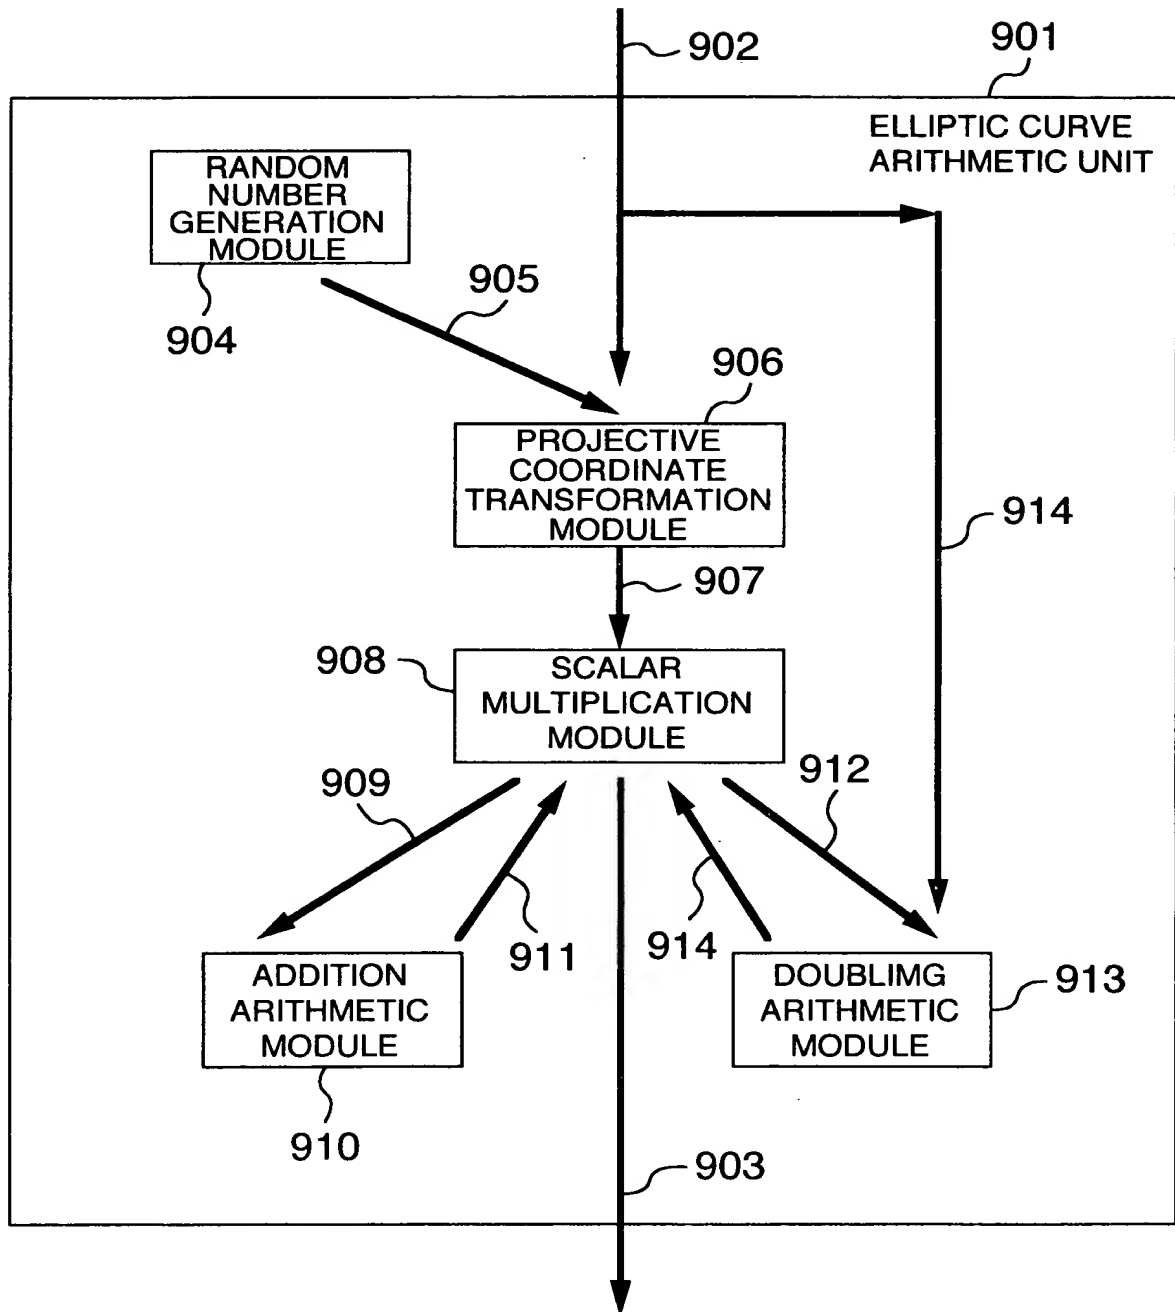 902
901
ELLIPTIC CURVE
ARITHMETIC UNIT
RANDOM
NUMBER
GENERATION
MODULE
904
905
906
PROJECTIVE
COORDINATE
TRANSFORMATION
MODULE
914
907
908
SCALAR
MULTIPLICATION
MODULE
909
912
911
914
ADDITION
ARITHMETIC
MODULE
DOUBLIMG
ARITHMETIC
MODULE
913
910
903